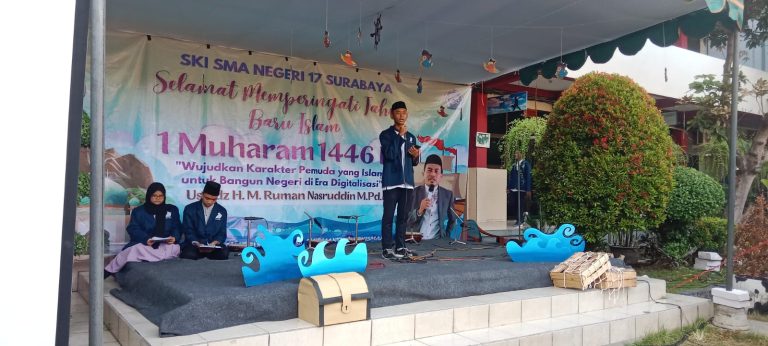 SKI SMA NEGERI 17 SURABAYA
Selamat Memperingati
Baru Islam
1 Muharam 1446
"Wujudkan Karakter Pemuda yang
untuk Bangun Negeri di Era Digitalisasi"
H. M. Ruman Nasruddin M.Pd.